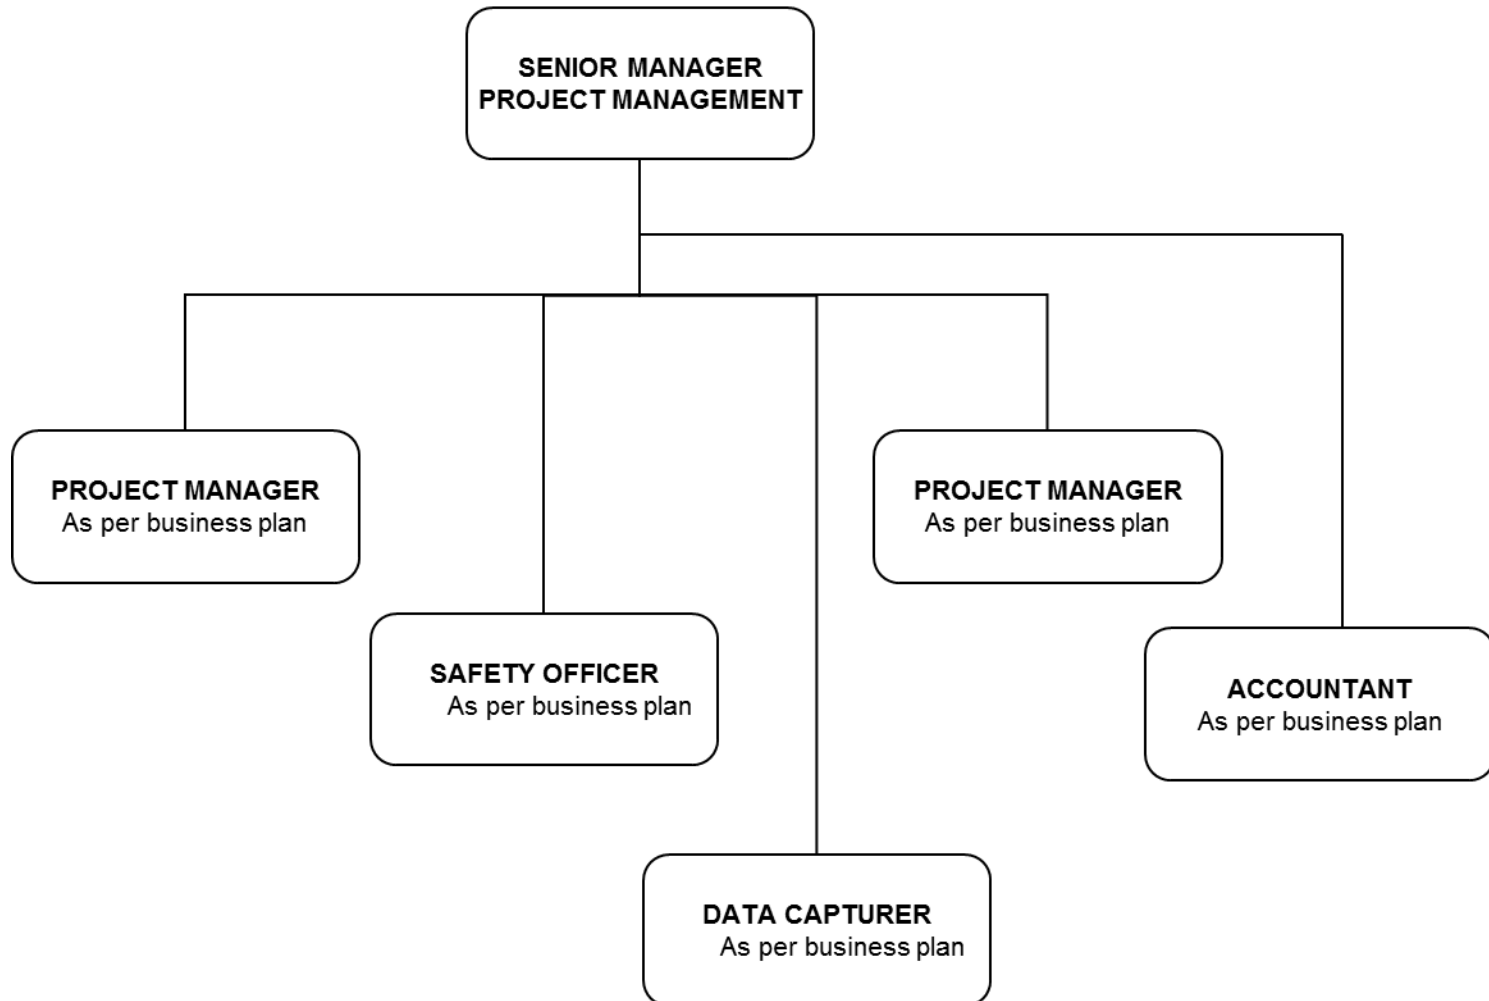 SENIOR MANAGER
PROJECT MANAGEMENT
PROJECT MANAGER
As per business plan
PROJECT MANAGER
As per business plan
SAFETY OFFICER
As per business plan
ACCOUNTANT
As per business plan
DATA CAPTURER
As per business plan